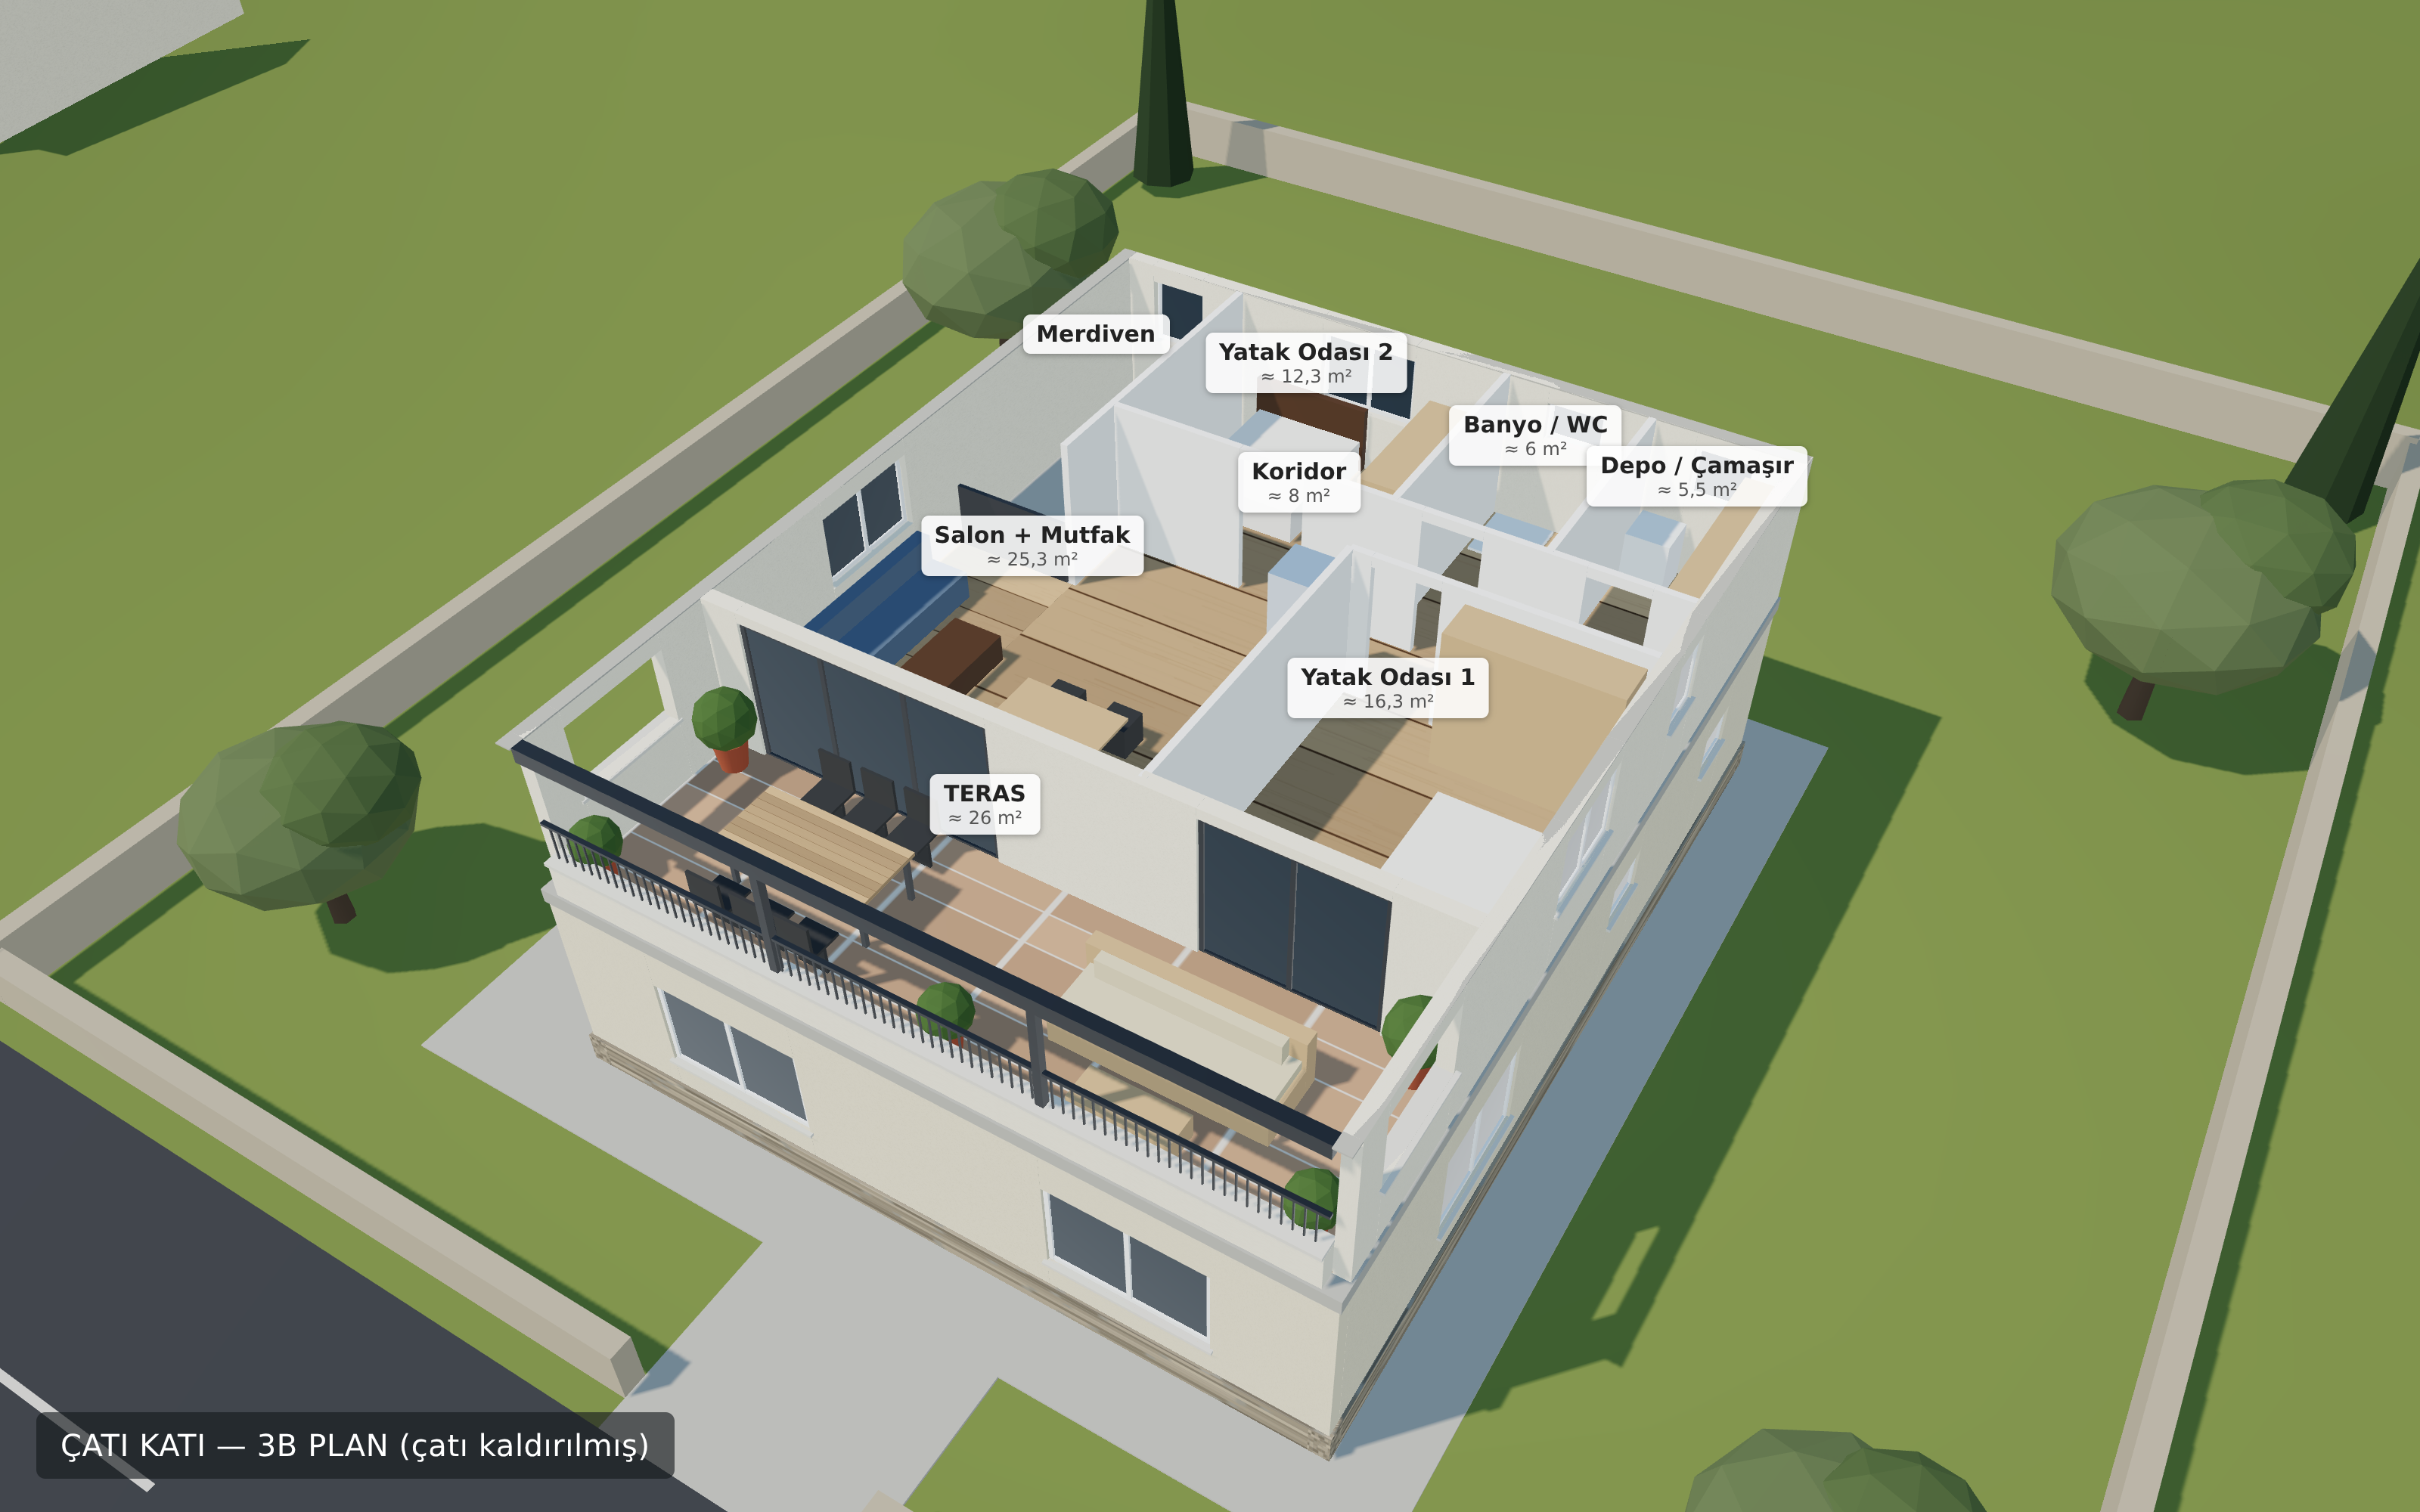 Merdiven
Yatak Odası 2
≈ 12,3 m²
Banyo / WC
≈ 6 m²
Depo / Çamaşır
≈ 5,5 m²
Koridor
≈ 8 m²
Salon + Mutfak
≈ 25,3 m²
Yatak Odası 1
≈ 16,3 m²
TERAS
≈ 26 m²
ÇATI KATI — 3B PLAN (çatı kaldırılmış)